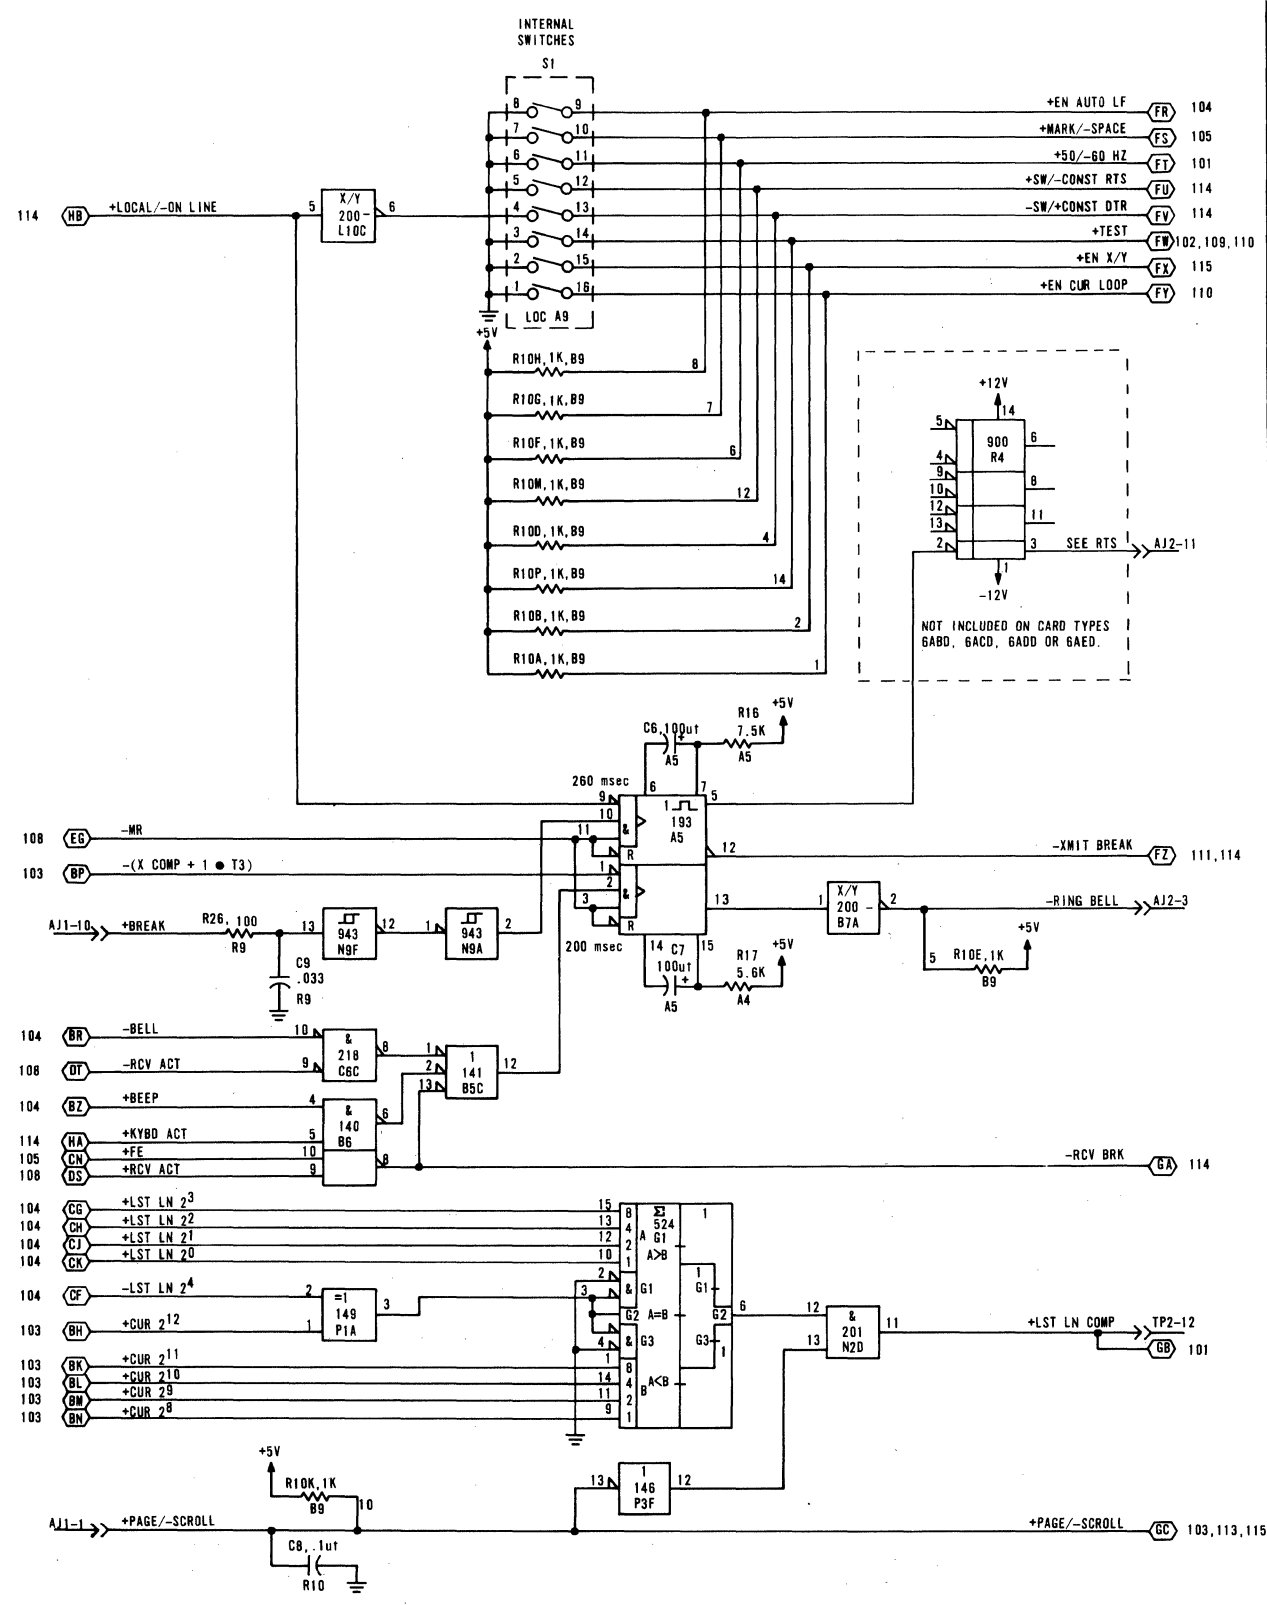 INTERNAL
SWITCHES
S1
8 9 +EN AUTO LF FR 104
7 10 +MARK/-SPACE FS 105
6 11 +50/-60 HZ FT 101
5 12 +SW/-CONST RTS FU 114
114 HB +LOCAL/-ON LINE 5 X/Y 200 L10C 6 4 13 -SW/+CONST DTR FV 114
3 14 +TEST FW 102,109,110
2 15 +EN X/Y FX 115
1 16 +EN CUR LOOP FY 110
LOC A9
+5V
R10H,1K,B9 8
R10G,1K,B9 7
R10F,1K,B9 6
R10M,1K,B9 12
R10D,1K,B9 4
R10P,1K,B9 14
R10B,1K,B9 2
R10A,1K,B9 1
+12V
14
5 900 6
R4
4
9 8
10
12 11
13
2 3 SEE RTS AJ2-11
1
-12V
NOT INCLUDED ON CARD TYPES
6ABD, 6ACD, 6ADD OR 6AED.
+5V
R16
C6,100uf + 7.5K
A5 A5
260 msec 6 7
9 1 5
10 193
& A5
108 EG -MR 11
R 12 -XMIT BREAK FZ 111,114
103 BP -(X COMP + 1 ● T3) 1
2
& 13 1 X/Y 200 B7A 2 -RING BELL AJ2-3
3
R
200 msec 14 C7 15
100uf +
A5
R17
5.6K
A4
+5V
5 R10E,1K
B9
+5V
AJ1-10 +BREAK R26, 100 13 943 12 1 943 2
R9 N9F N9A
C9
.033
R9
104 BR -BELL 10 & 8
218
108 DT -RCV ACT 9 C6C
1 1
2 141 12
13 B5C
104 BZ +BEEP 4 & 6
140
114 HA +KYBD ACT 5 B6
105 CN +FE 10
108 DS +RCV ACT 9 8 -RCV BRK GA 114
104 CG +LST LN 2³ 15 8 Σ 1
104 CH +LST LN 2² 13 4 524
104 CJ +LST LN 2¹ 12 2 A G1
104 CK +LST LN 2⁰ 10 1 A>B
2 & G1 1 G1
104 CF -LST LN 2⁴ 2 =1 3 3
149 G2 A=B G2 6 12 & 11 +LST LN COMP TP2-12
103 BH +CUR 2¹² 1 P1A
& G3 G3 13 201 GB 101
4 1 N2D
103 BK +CUR 2¹¹ 1 8
103 BL +CUR 2¹⁰ 14 4 A<B
103 BM +CUR 2⁹ 11 2 B
103 BN +CUR 2⁸ 9 1
+5V
R10K,1K
B9
10
13 1 12
146
P3F
AJ1-1 +PAGE/-SCROLL +PAGE/-SCROLL GC 103,113,115
C8,.1uf
R10